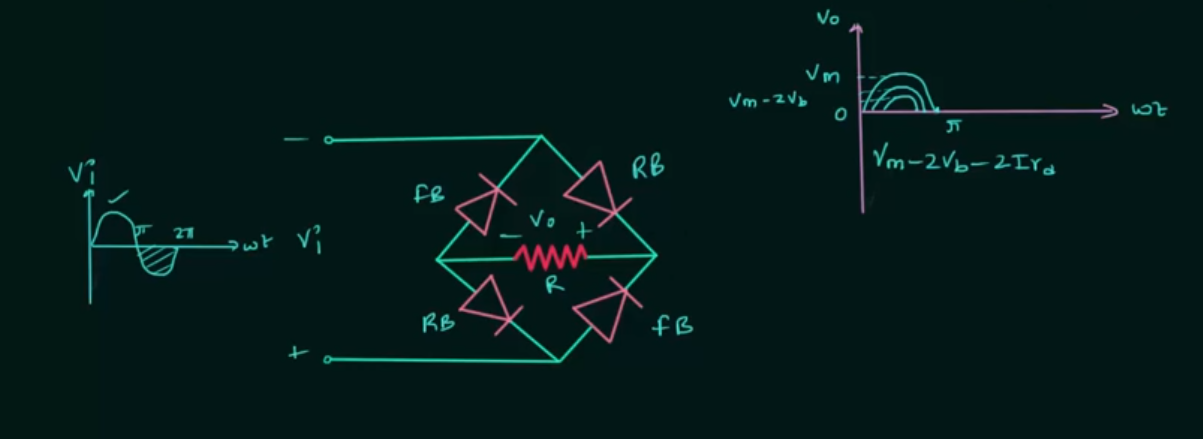 Vo
Vm
Vm-2Vb
0
π
ωt
Vm-2Vb-2Ird
−
Vi
π
2π
ωt
Vi
fB
RB
− Vo +
R
RB
fB
+